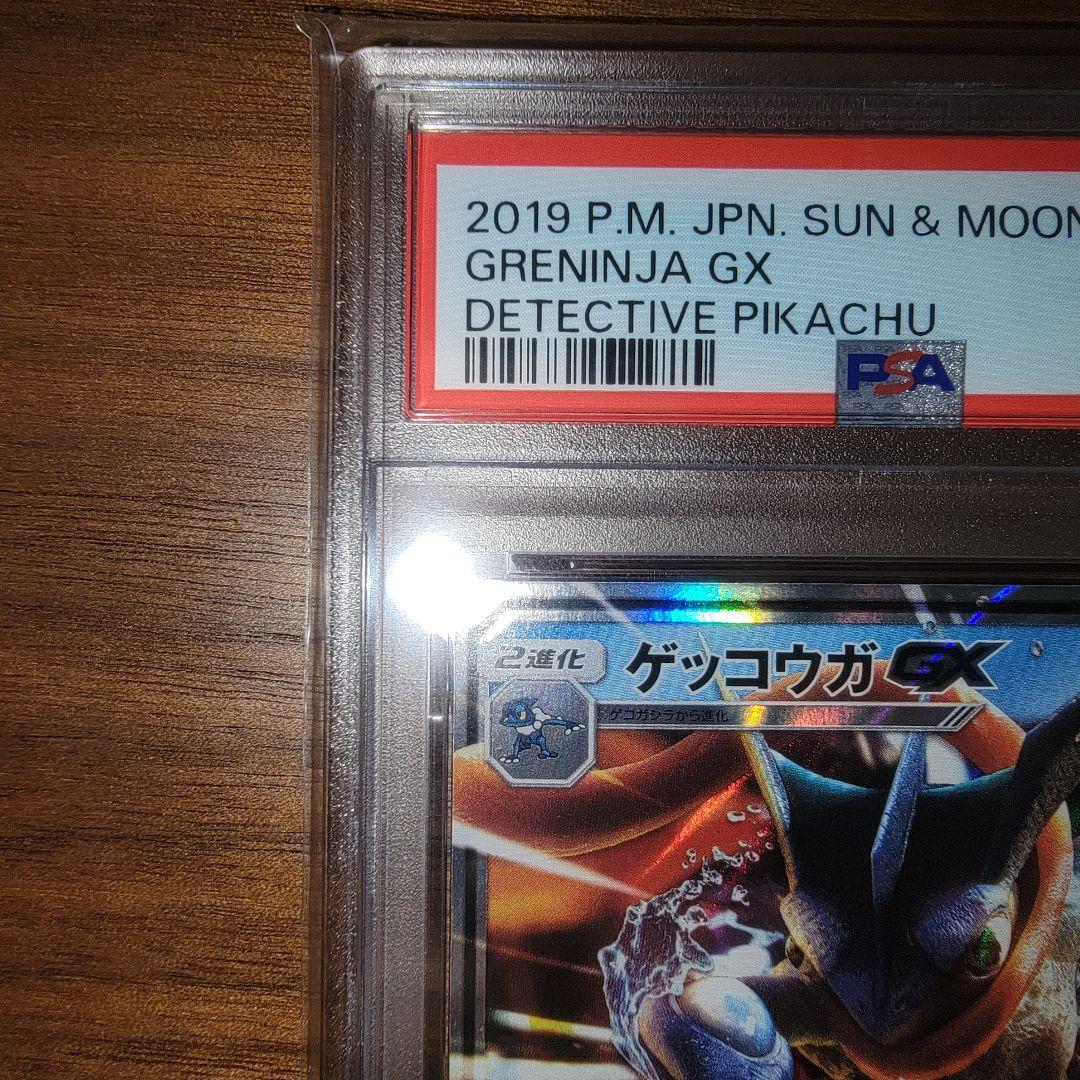 2019 P.M. JPN. SUN & MOON
GRENINJA GX
DETECTIVE PIKACHU
PSA
2進化
ゲッコウガGX
ゲコガシラから進化